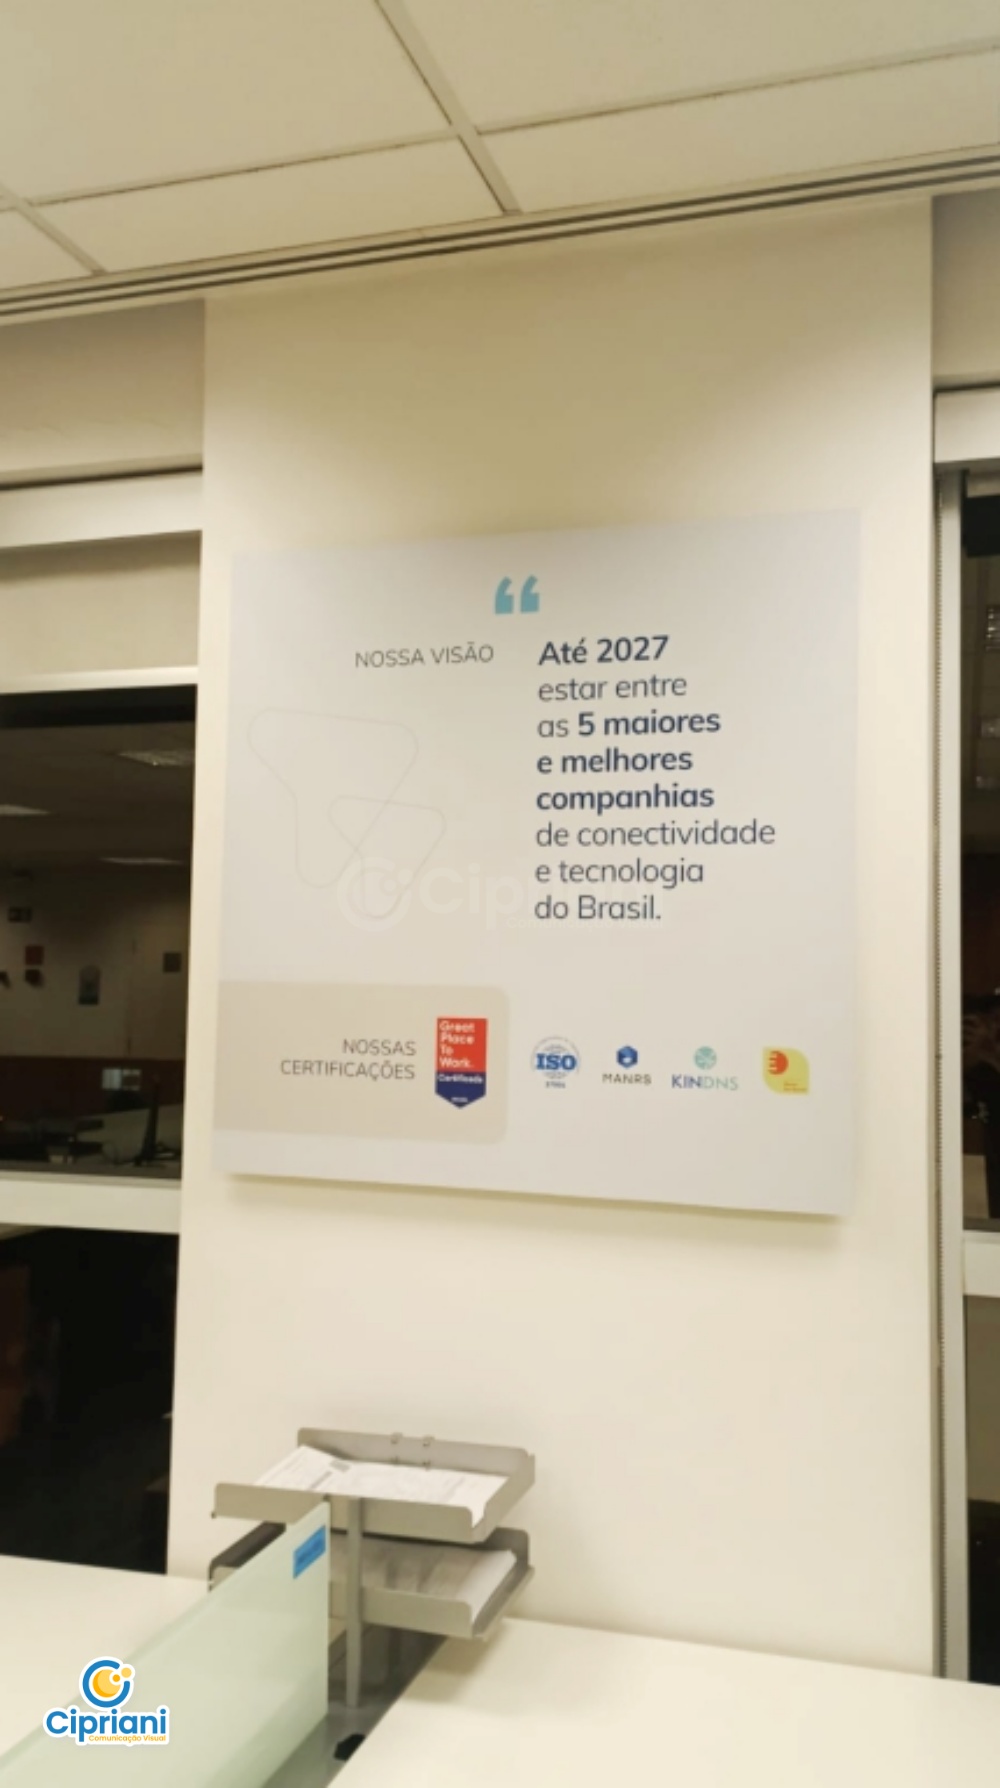 NOSSA VISÃO
Até 2027
estar entre
as 5 maiores
e melhores
companhias
de conectividade
e tecnologia
do Brasil.
NOSSAS
CERTIFICAÇÕES
Great
Place
To
Work.
Certificada
ISO
MANRS
KINDNS
Cipriani
Comunicação Visual